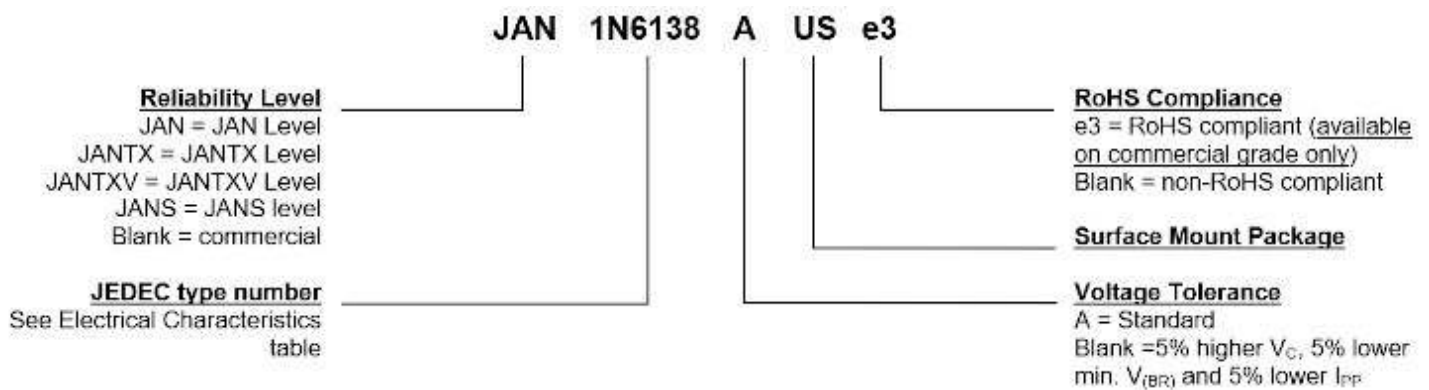 JAN 1N6138 A US e3
Reliability Level
JAN = JAN Level
JANTX = JANTX Level
JANTXV = JANTXV Level
JANS = JANS level
Blank = commercial
JEDEC type number
See Electrical Characteristics
table
RoHS Compliance
e3 = RoHS compliant (available
on commercial grade only)
Blank = non-RoHS compliant
Surface Mount Package
Voltage Tolerance
A = Standard
Blank =5% higher VC, 5% lower
min. V(BR) and 5% lower IPP